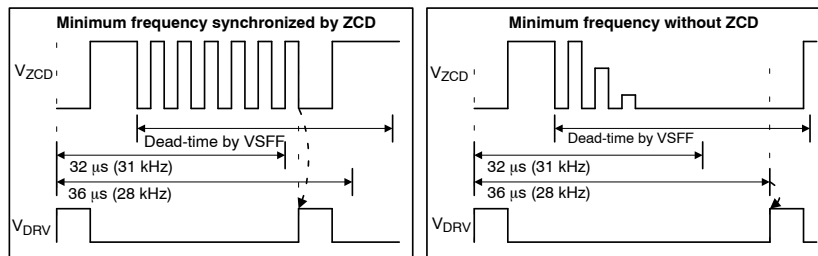 Minimum frequency synchronized by ZCD
VZCD
Dead-time by VSFF
32 μs (31 kHz)
36 μs (28 kHz)
VDRV
Minimum frequency without ZCD
VZCD
Dead-time by VSFF
32 μs (31 kHz)
36 μs (28 kHz)
VDRV